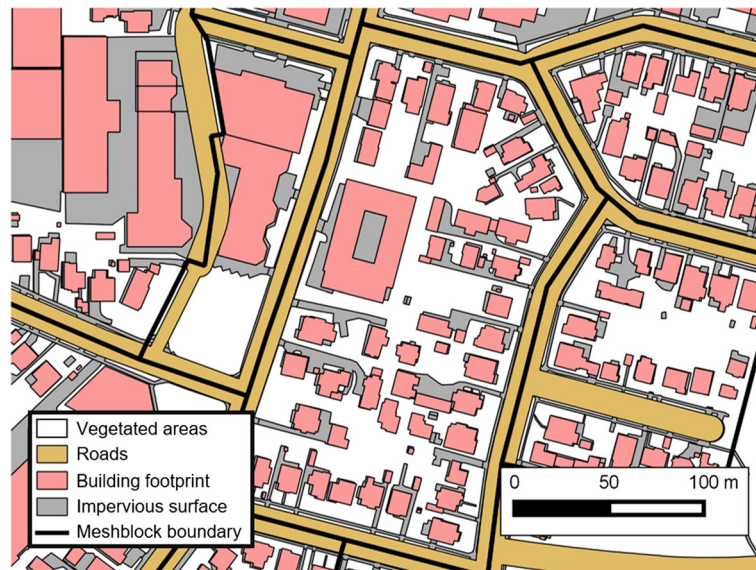 Vegetated areas
Roads
Building footprint
Impervious surface
Meshblock boundary
0 50 100 m